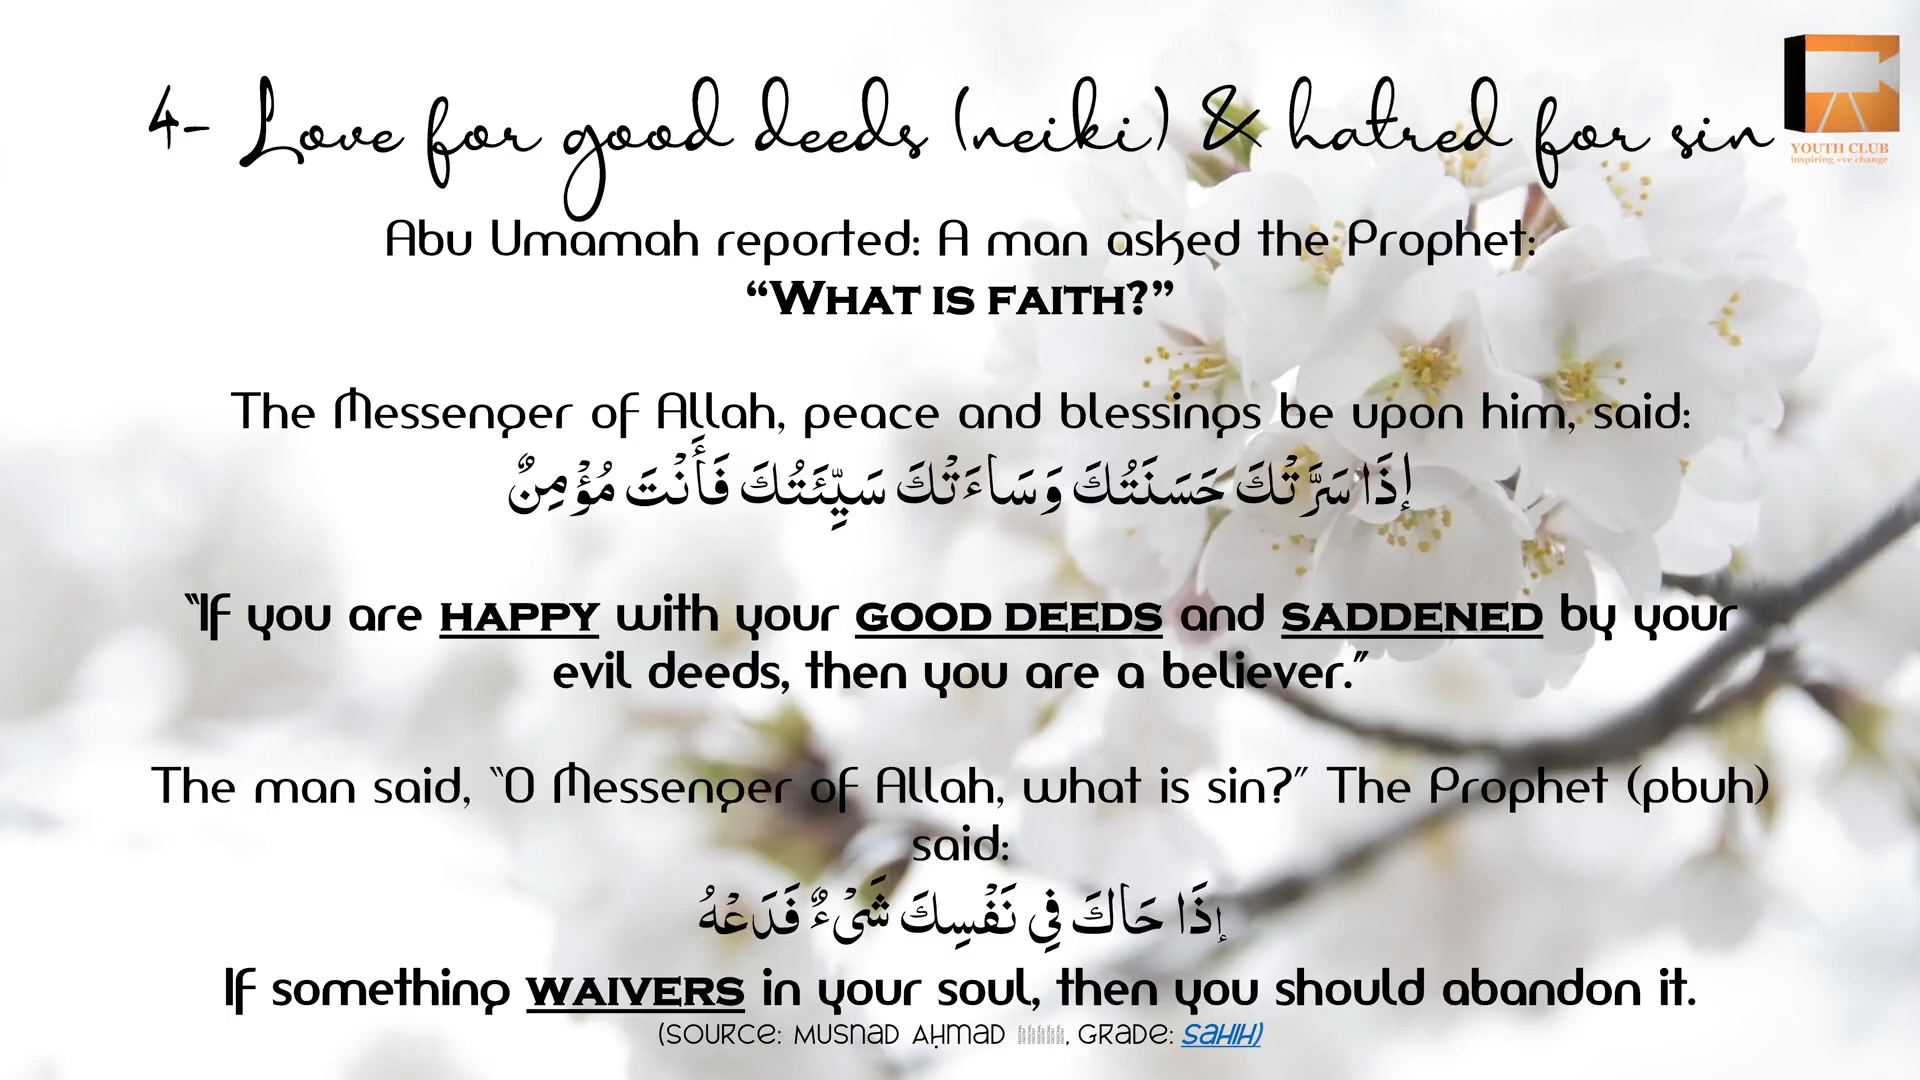 4- Love for good deeds (neiki) & hatred for sin
YOUTH CLUB
inspiring +ve change
Abu Umamah reported: A man asked the Prophet:
“WHAT IS FAITH?”
The Messenger of Allah, peace and blessings be upon him, said:
إِذَا سَرَّتْكَ حَسَنَتُكَ وَسَاءَتْكَ سَيِّئَتُكَ فَأَنْتَ مُؤْمِنٌ
“If you are HAPPY with your GOOD DEEDS and SADDENED by your
evil deeds, then you are a believer.”
The man said, “O Messenger of Allah, what is sin?” The Prophet (pbuh)
said:
إِذَا حَاكَ فِي نَفْسِكَ شَيْءٌ فَدَعْهُ
If something WAIVERS in your soul, then you should abandon it.
(Source: Musnad Aḥmad , Grade: Sahih)